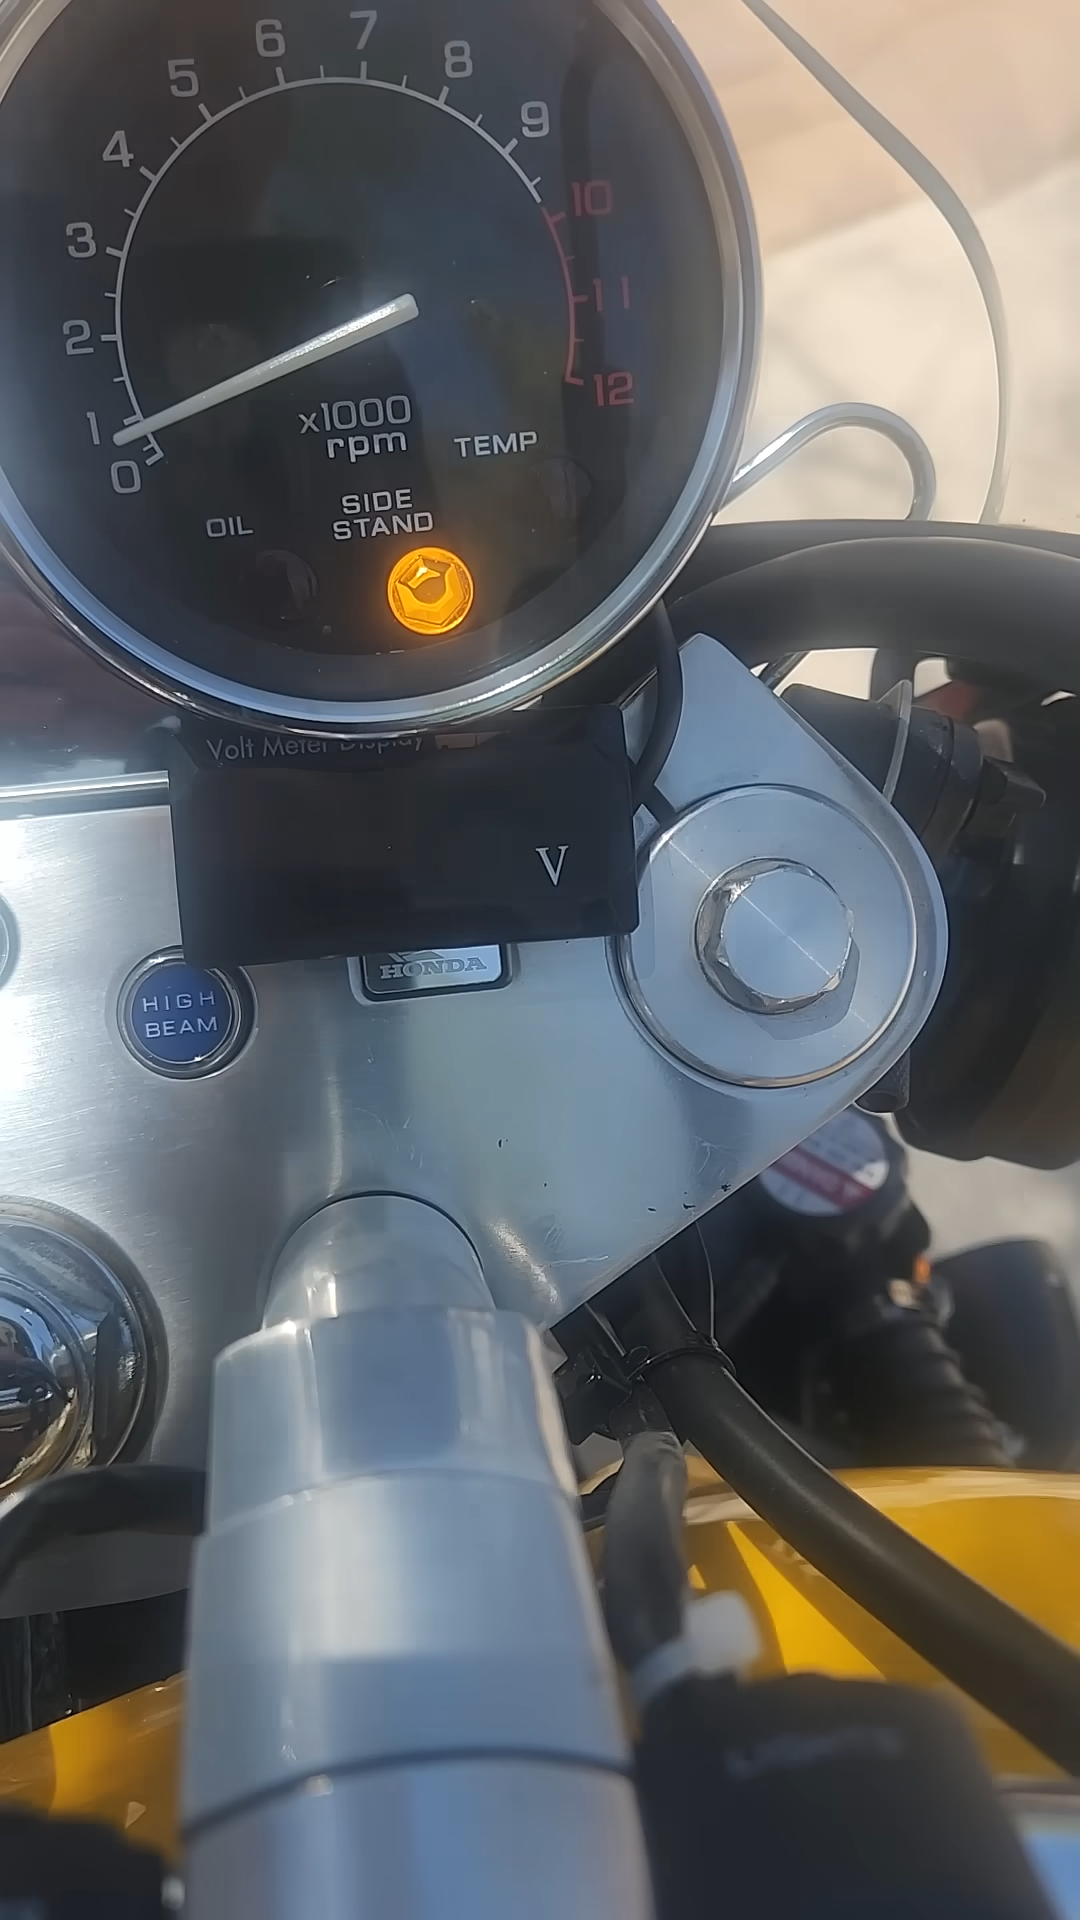 7
6
8
5
9
4
10
3
11
2
12
x1000
rpm
1
TEMP
0
SIDE
STAND
OIL
Volt Meter Display
V
HONDA
HIGH
BEAM